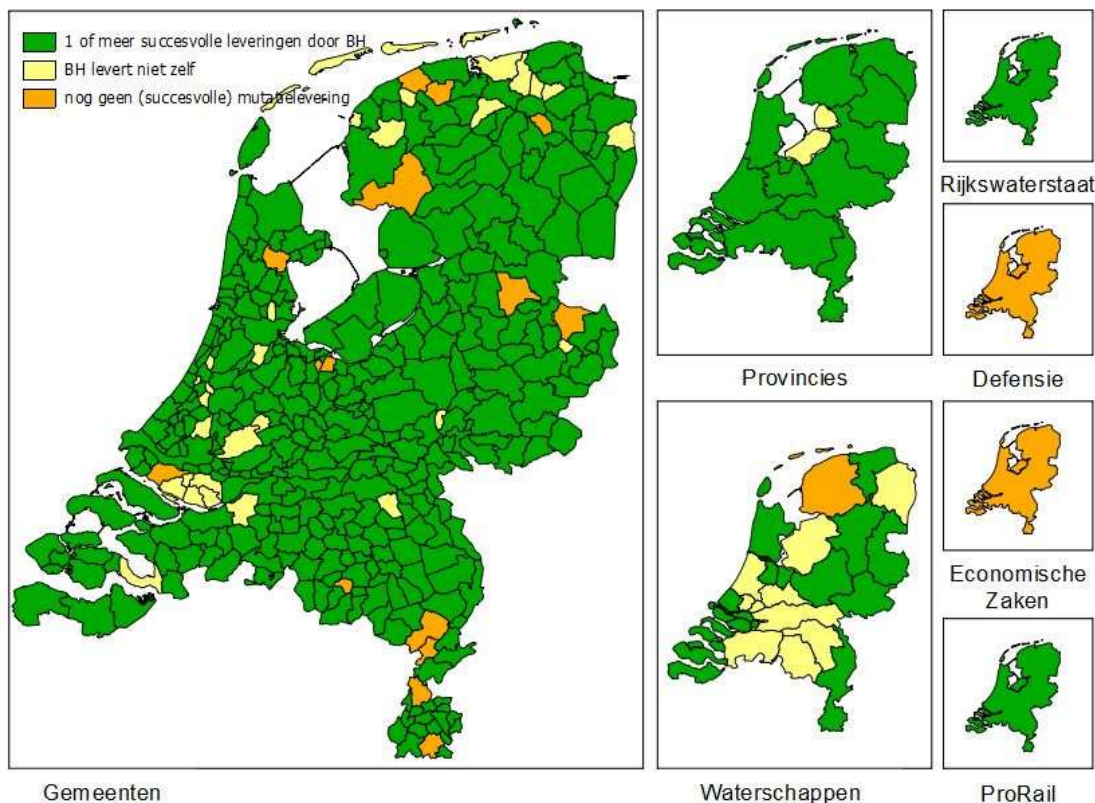 1 of meer succesvolle leveringen door BH
BH levert niet zelf
nog geen (succesvolle) mutatielevering
Gemeenten
Provincies
Waterschappen
Rijkswaterstaat
Defensie
Economische
Zaken
ProRail